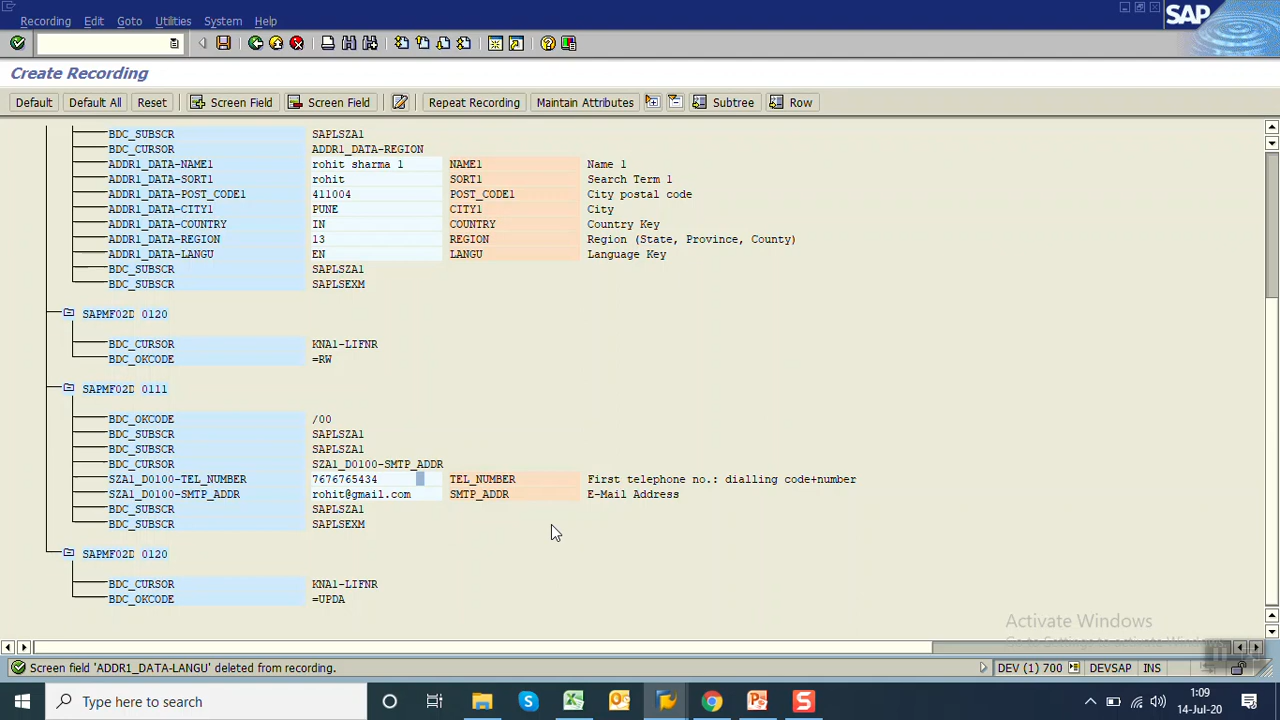 Recording Edit Goto Utilities System Help
SAP
Create Recording
Default Default All Reset Screen Field Screen Field Repeat Recording Maintain Attributes Subtree Row
BDC_SUBSCR SAPLSZA1
BDC_CURSOR ADDR1_DATA-REGION
ADDR1_DATA-NAME1 rohit sharma 1 NAME1 Name 1
ADDR1_DATA-SORT1 rohit SORT1 Search Term 1
ADDR1_DATA-POST_CODE1 411004 POST_CODE1 City postal code
ADDR1_DATA-CITY1 PUNE CITY1 City
ADDR1_DATA-COUNTRY IN COUNTRY Country Key
ADDR1_DATA-REGION 13 REGION Region (State, Province, County)
ADDR1_DATA-LANGU EN LANGU Language Key
BDC_SUBSCR SAPLSZA1
BDC_SUBSCR SAPLSEXM
SAPMF02D 0120
BDC_CURSOR KNA1-LIFNR
BDC_OKCODE =RW
SAPMF02D 0111
BDC_OKCODE /00
BDC_SUBSCR SAPLSZA1
BDC_SUBSCR SAPLSZA1
BDC_CURSOR SZA1_D0100-SMTP_ADDR
SZA1_D0100-TEL_NUMBER 7676765434 TEL_NUMBER First telephone no.: dialling code+number
SZA1_D0100-SMTP_ADDR rohit@gmail.com SMTP_ADDR E-Mail Address
BDC_SUBSCR SAPLSZA1
BDC_SUBSCR SAPLSEXM
SAPMF02D 0120
BDC_CURSOR KNA1-LIFNR
BDC_OKCODE =UPDA
Activate Windows
Go to Settings to activate Windows
Screen field 'ADDR1_DATA-LANGU' deleted from recording.
DEV (1) 700 DEVSAP INS
Type here to search
1:09
14-Jul-20